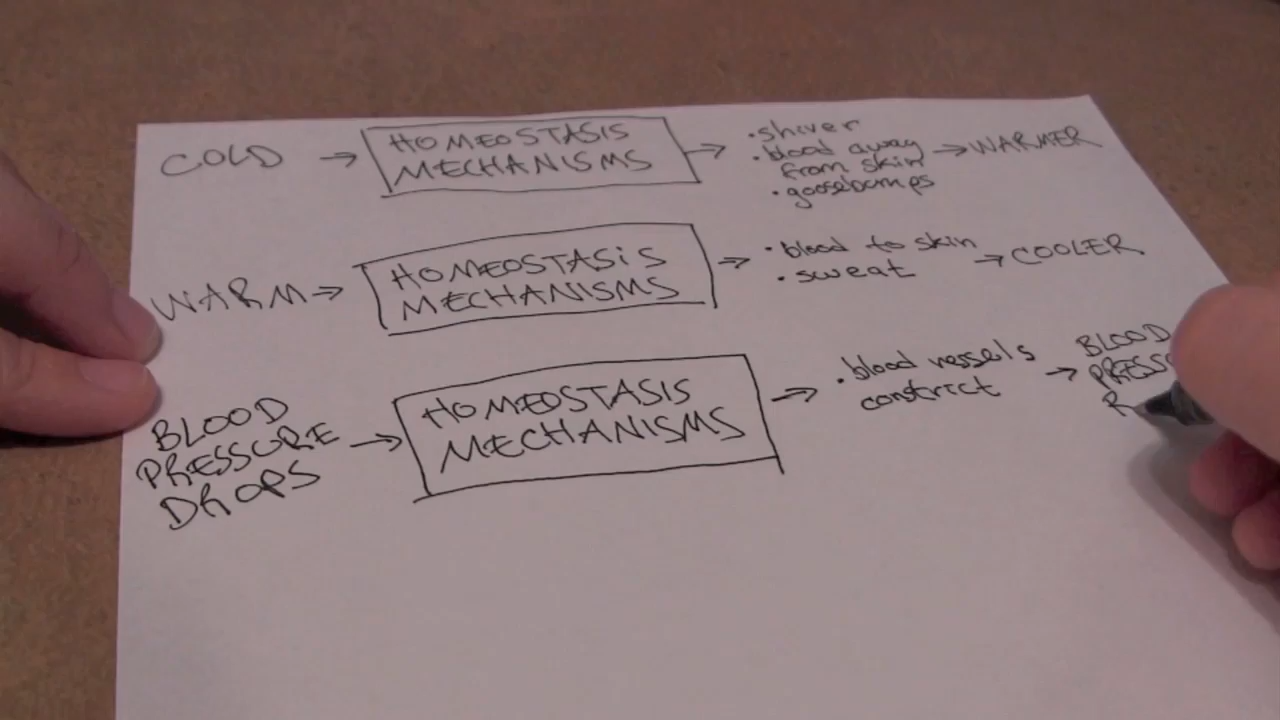 COLD → HOMEOSTASIS MECHANISMS → • shiver
• blood away from skin
• goosebumps → WARMER
WARM → HOMEOSTASIS MECHANISMS → • blood to skin
• sweat → COOLER
BLOOD PRESSURE DROPS → HOMEOSTASIS MECHANISMS → • blood vessels constrict → BLOOD
PRESSU
R